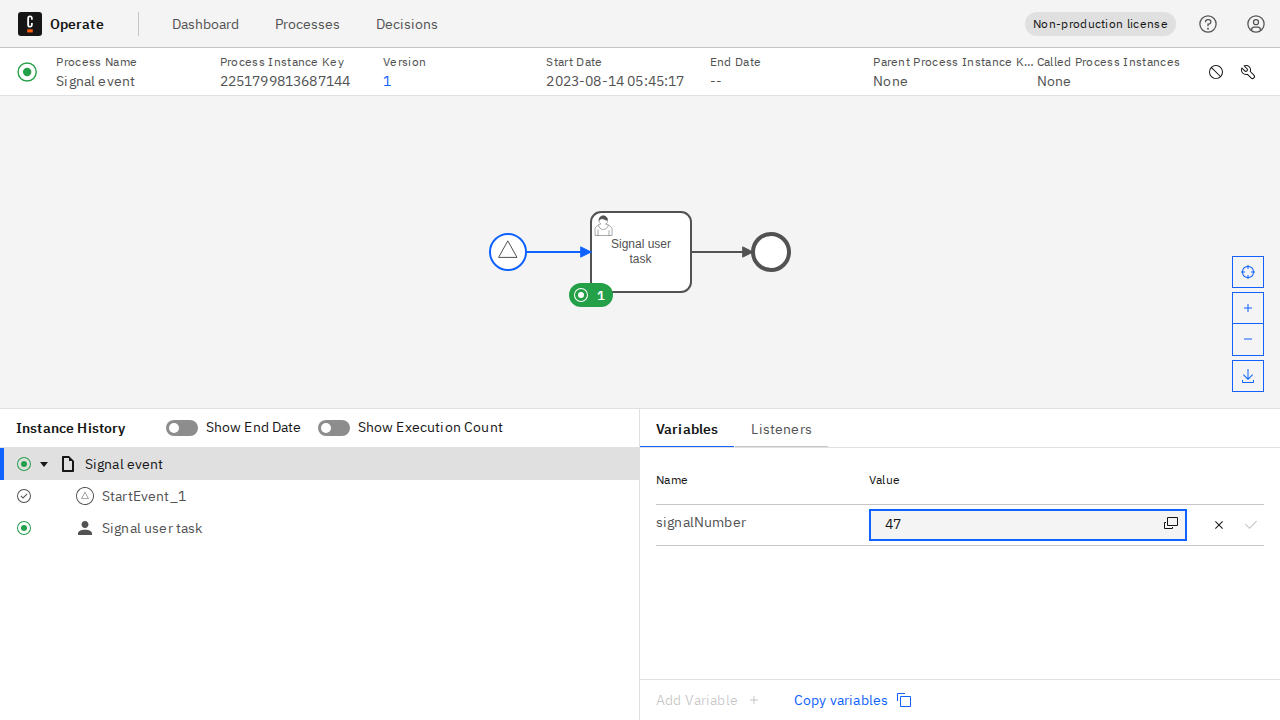 Operate
Dashboard
Processes
Decisions
Non-production license
Process Name
Signal event
Process Instance Key
2251799813687144
Version
1
Start Date
2023-08-14 05:45:17
End Date
--
Parent Process Instance K...
None
Called Process Instances
None
Signal user
task
1
Instance History
Show End Date
Show Execution Count
Signal event
StartEvent_1
Signal user task
Variables
Listeners
Name
Value
signalNumber
47
Add Variable
Copy variables